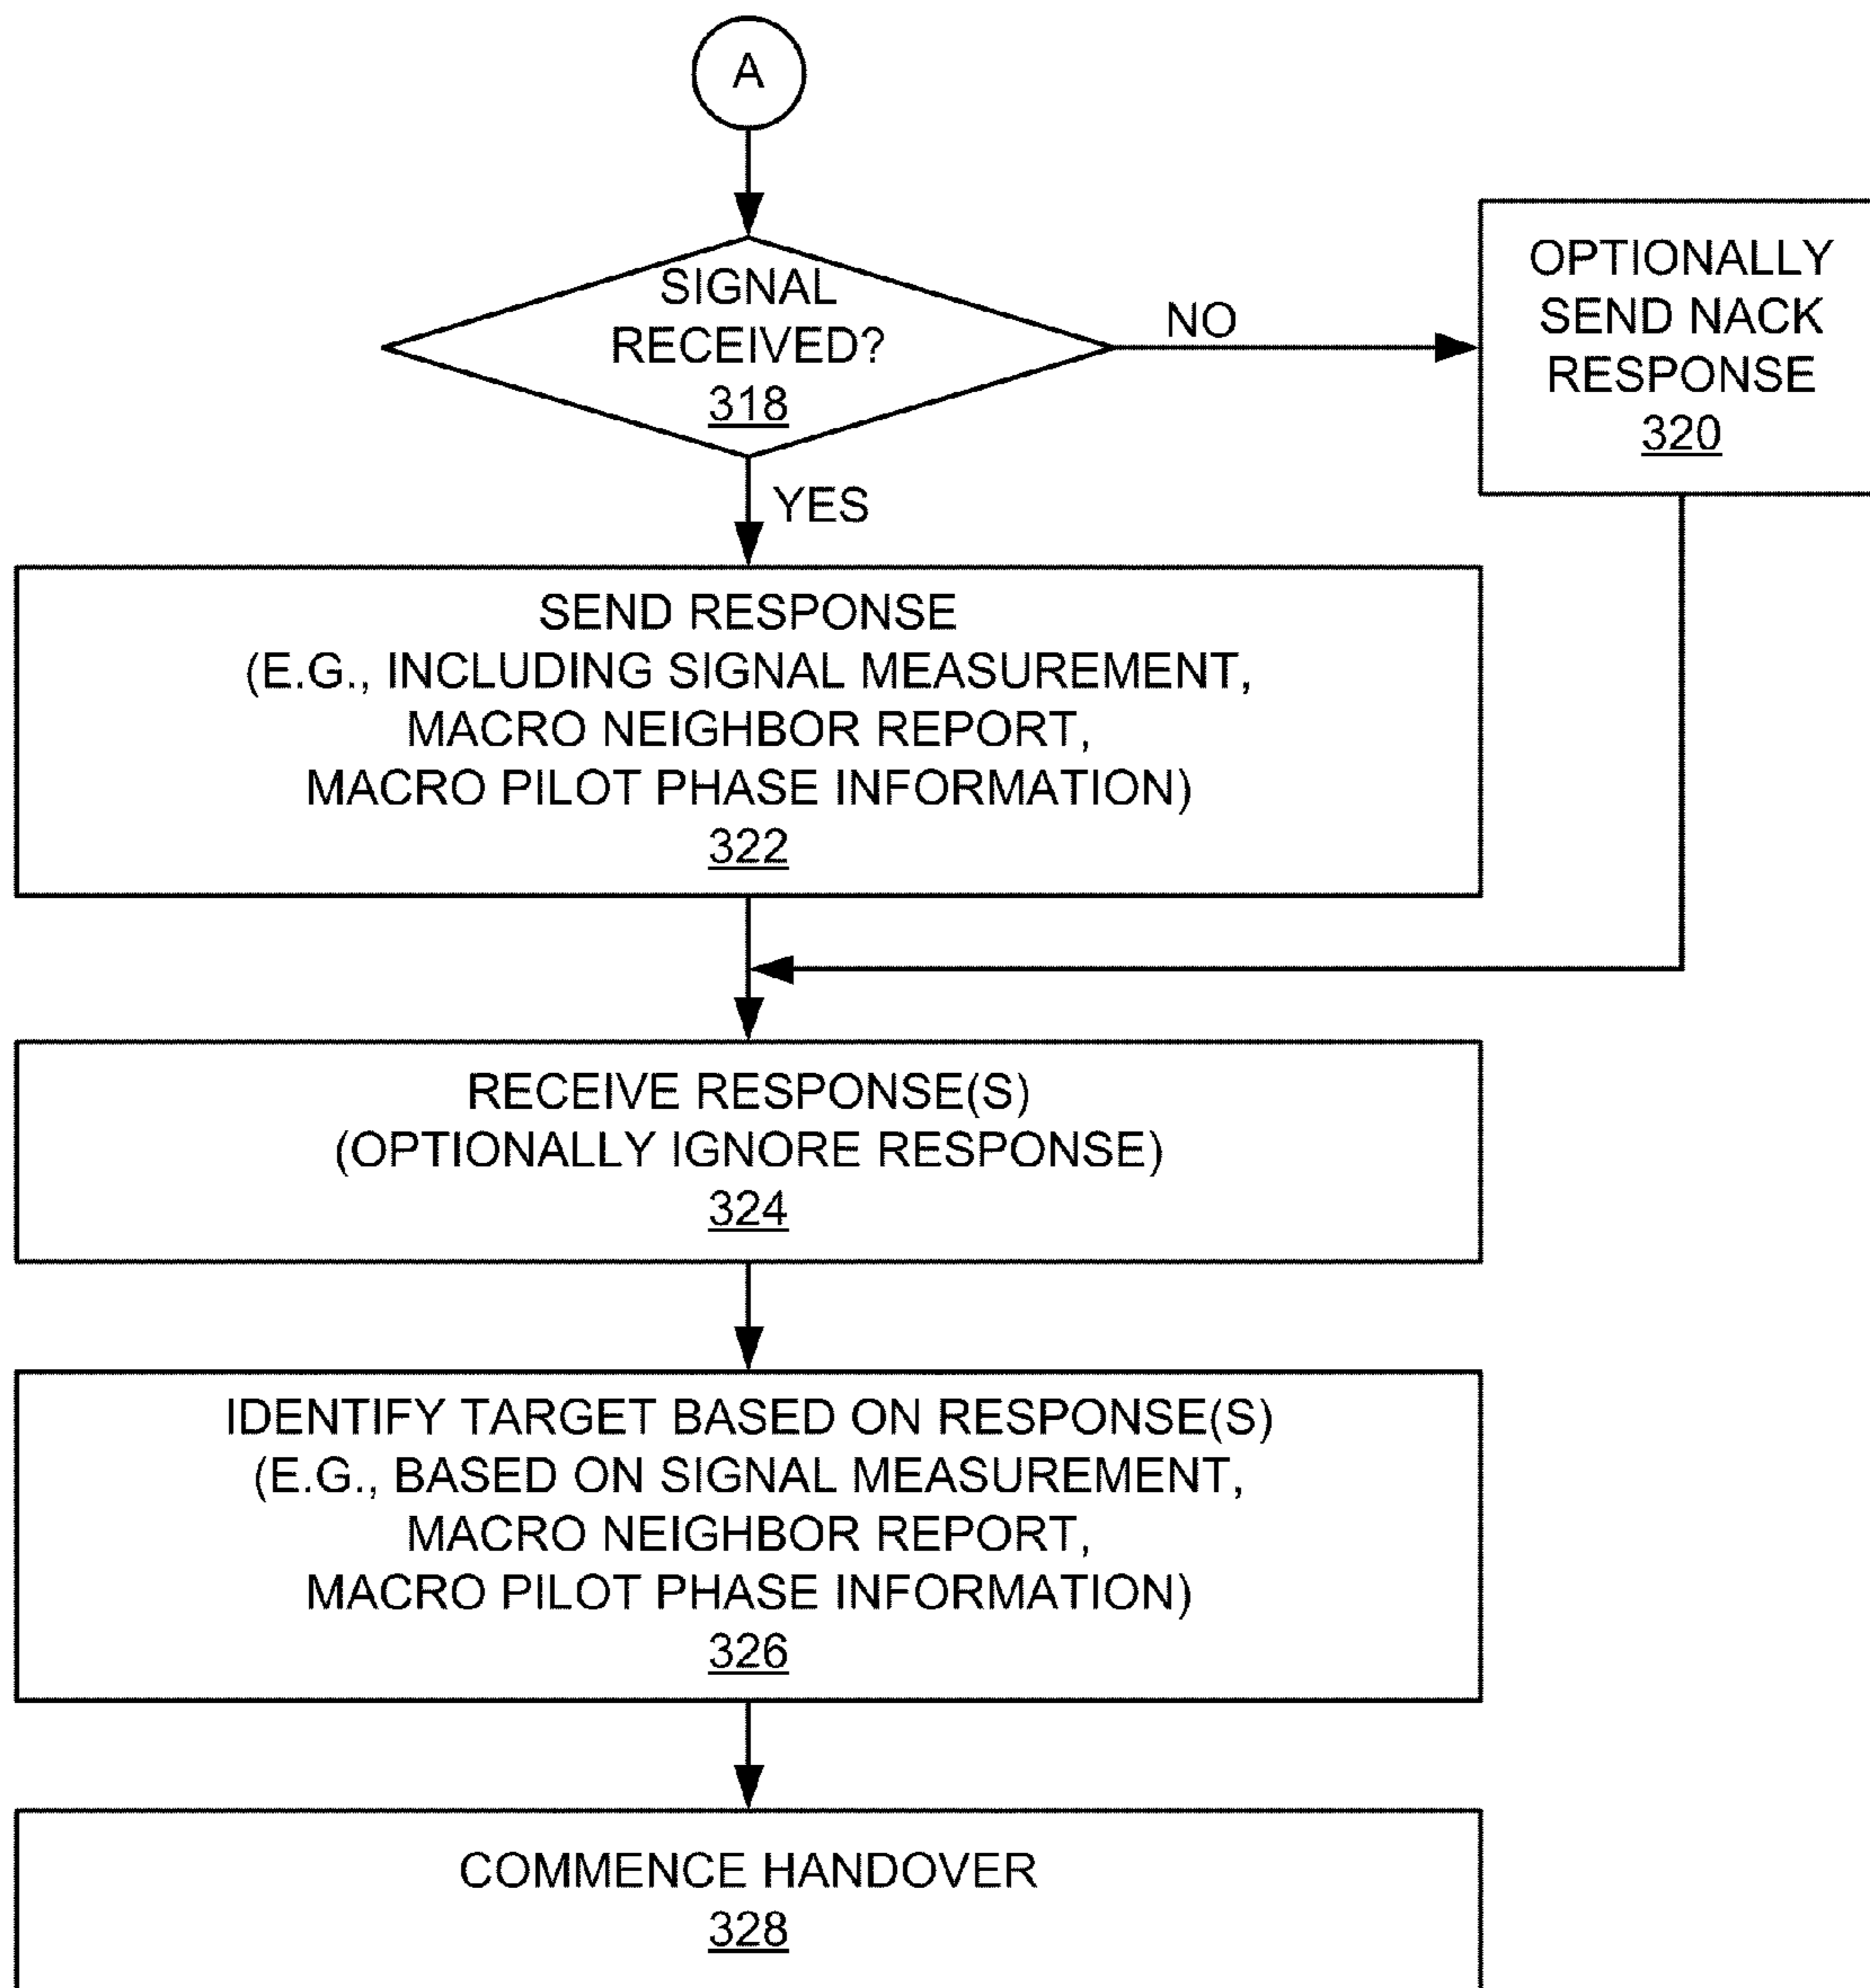 A
SIGNAL
RECEIVED?
318
NO
OPTIONALLY
SEND NACK
RESPONSE
320
YES
SEND RESPONSE
(E.G., INCLUDING SIGNAL MEASUREMENT,
MACRO NEIGHBOR REPORT,
MACRO PILOT PHASE INFORMATION)
322
RECEIVE RESPONSE(S)
(OPTIONALLY IGNORE RESPONSE)
324
IDENTIFY TARGET BASED ON RESPONSE(S)
(E.G., BASED ON SIGNAL MEASUREMENT,
MACRO NEIGHBOR REPORT,
MACRO PILOT PHASE INFORMATION)
326
COMMENCE HANDOVER
328